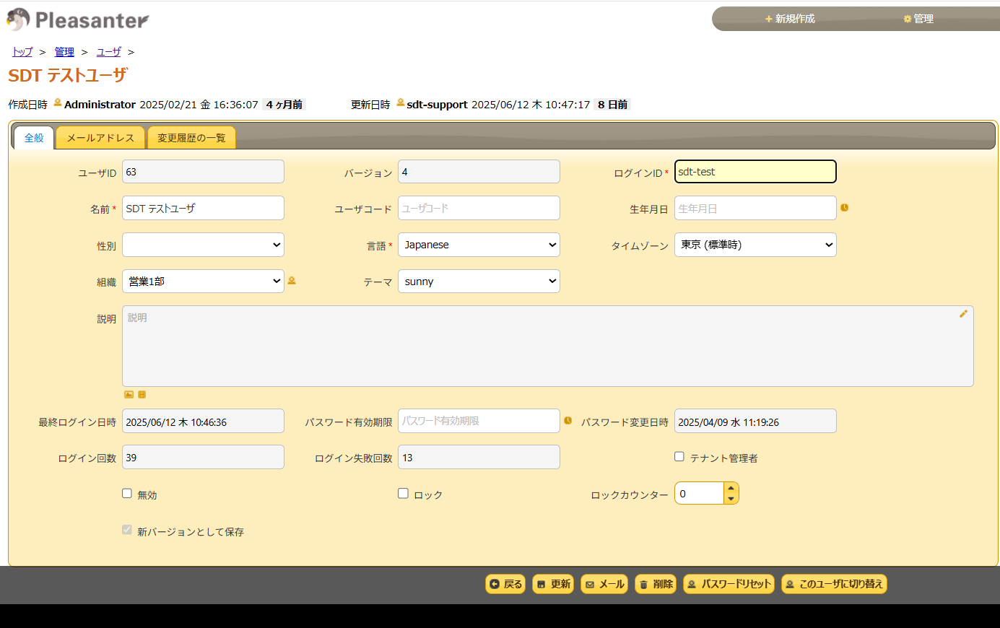 Pleasanter
新規作成 管理
トップ > 管理 > ユーザ >
SDT テストユーザ
作成日時 Administrator 2025/02/21 金 16:36:07 4 ヶ月前 更新日時 sdt-support 2025/06/12 木 10:47:17 8 日前
全般 メールアドレス 変更履歴の一覧
ユーザID 63 バージョン 4 ログインID* sdt-test
名前* SDT テストユーザ ユーザコード ユーザコード 生年月日 生年月日
性別 言語* Japanese タイムゾーン 東京 (標準時)
組織 営業1部 テーマ sunny
説明 説明
最終ログイン日時 2025/06/12 木 10:46:36 パスワード有効期限 パスワード有効期限 パスワード変更日時 2025/04/09 水 11:19:26
ログイン回数 39 ログイン失敗回数 13 テナント管理者
無効 ロック ロックカウンター 0
新バージョンとして保存
戻る 更新 メール 削除 パスワードリセット このユーザに切り替え